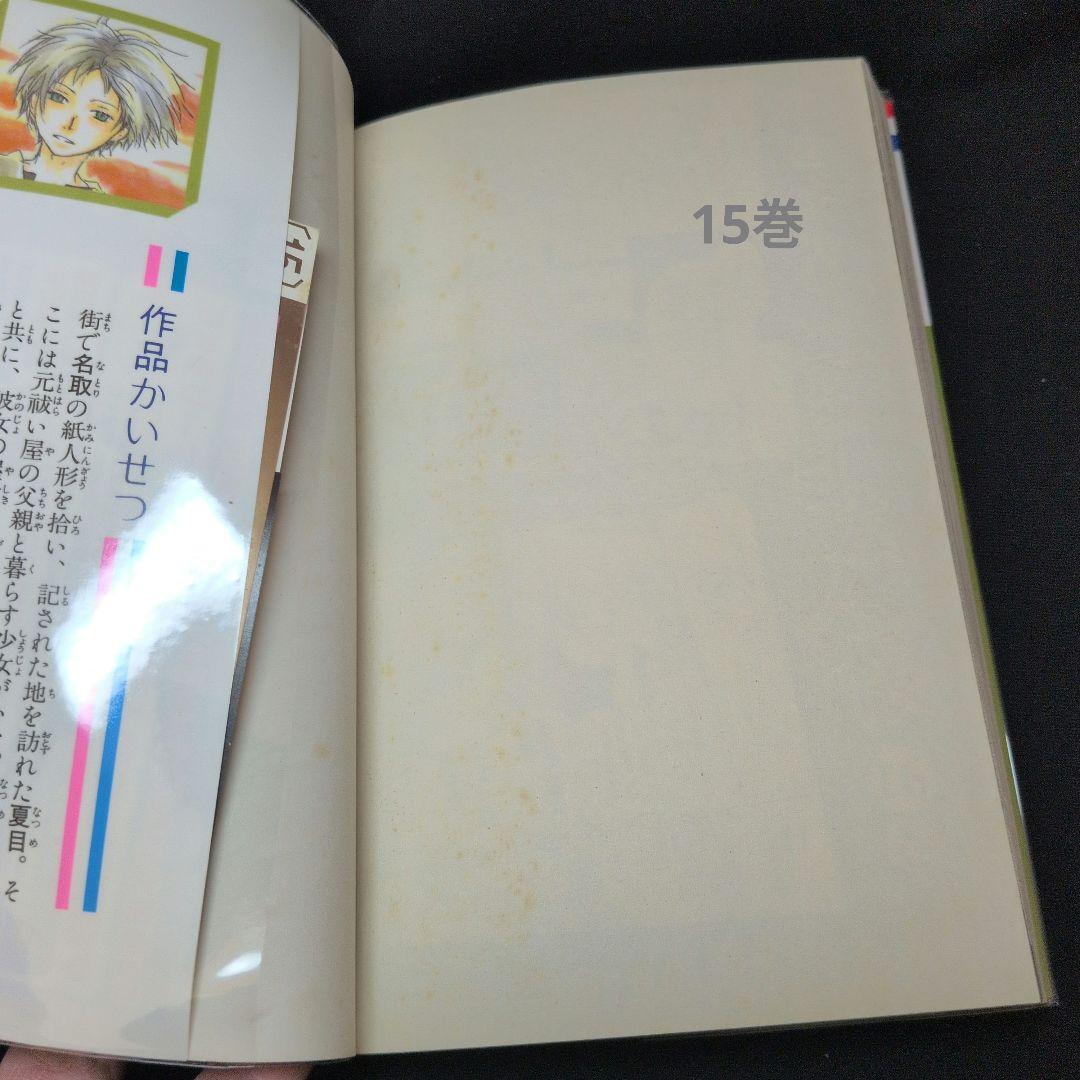 作品かいせつ
街で名取の紙人形を拾い、記された地を訪れた夏目。そ
こには元祓い屋の父親と暮らす少女が
と共に、彼女の
15巻